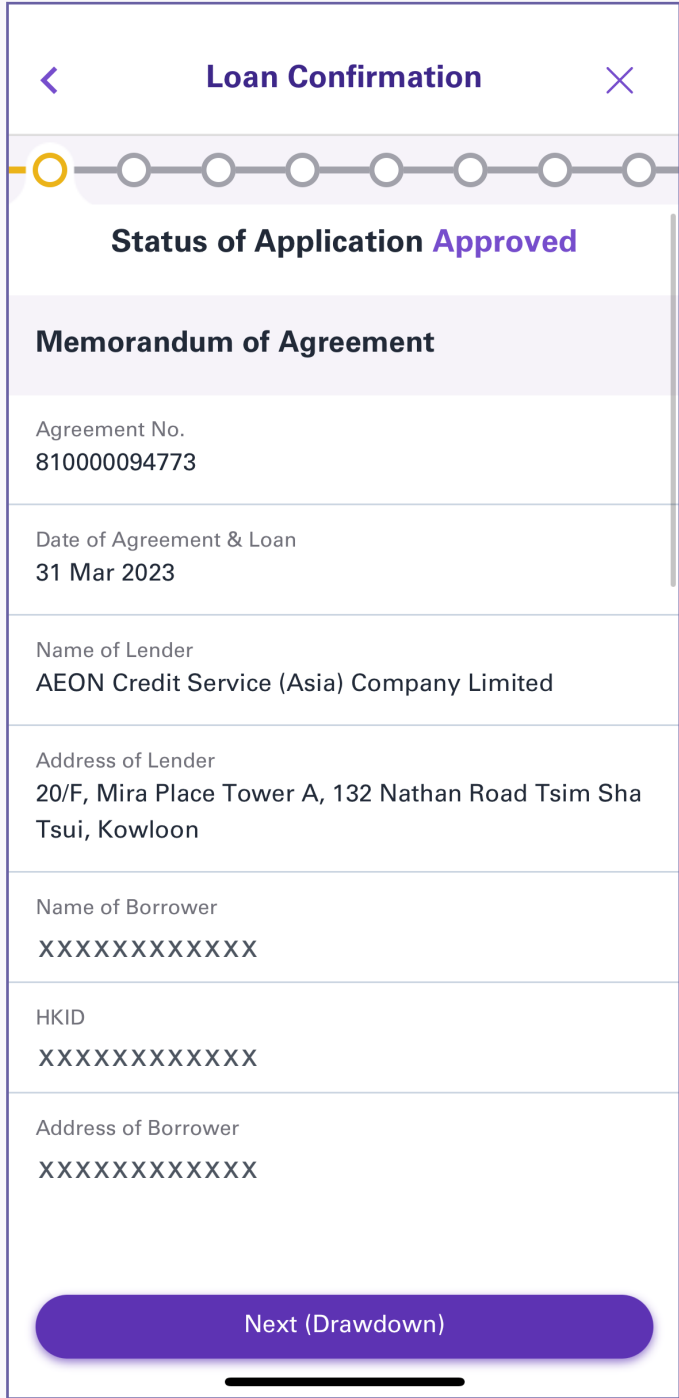 Loan Confirmation
Status of Application Approved
Memorandum of Agreement
Agreement No.
810000094773
Date of Agreement & Loan
31 Mar 2023
Name of Lender
AEON Credit Service (Asia) Company Limited
Address of Lender
20/F, Mira Place Tower A, 132 Nathan Road Tsim Sha
Tsui, Kowloon
Name of Borrower
XXXXXXXXXXXX
HKID
XXXXXXXXXXXX
Address of Borrower
XXXXXXXXXXXX
Next (Drawdown)